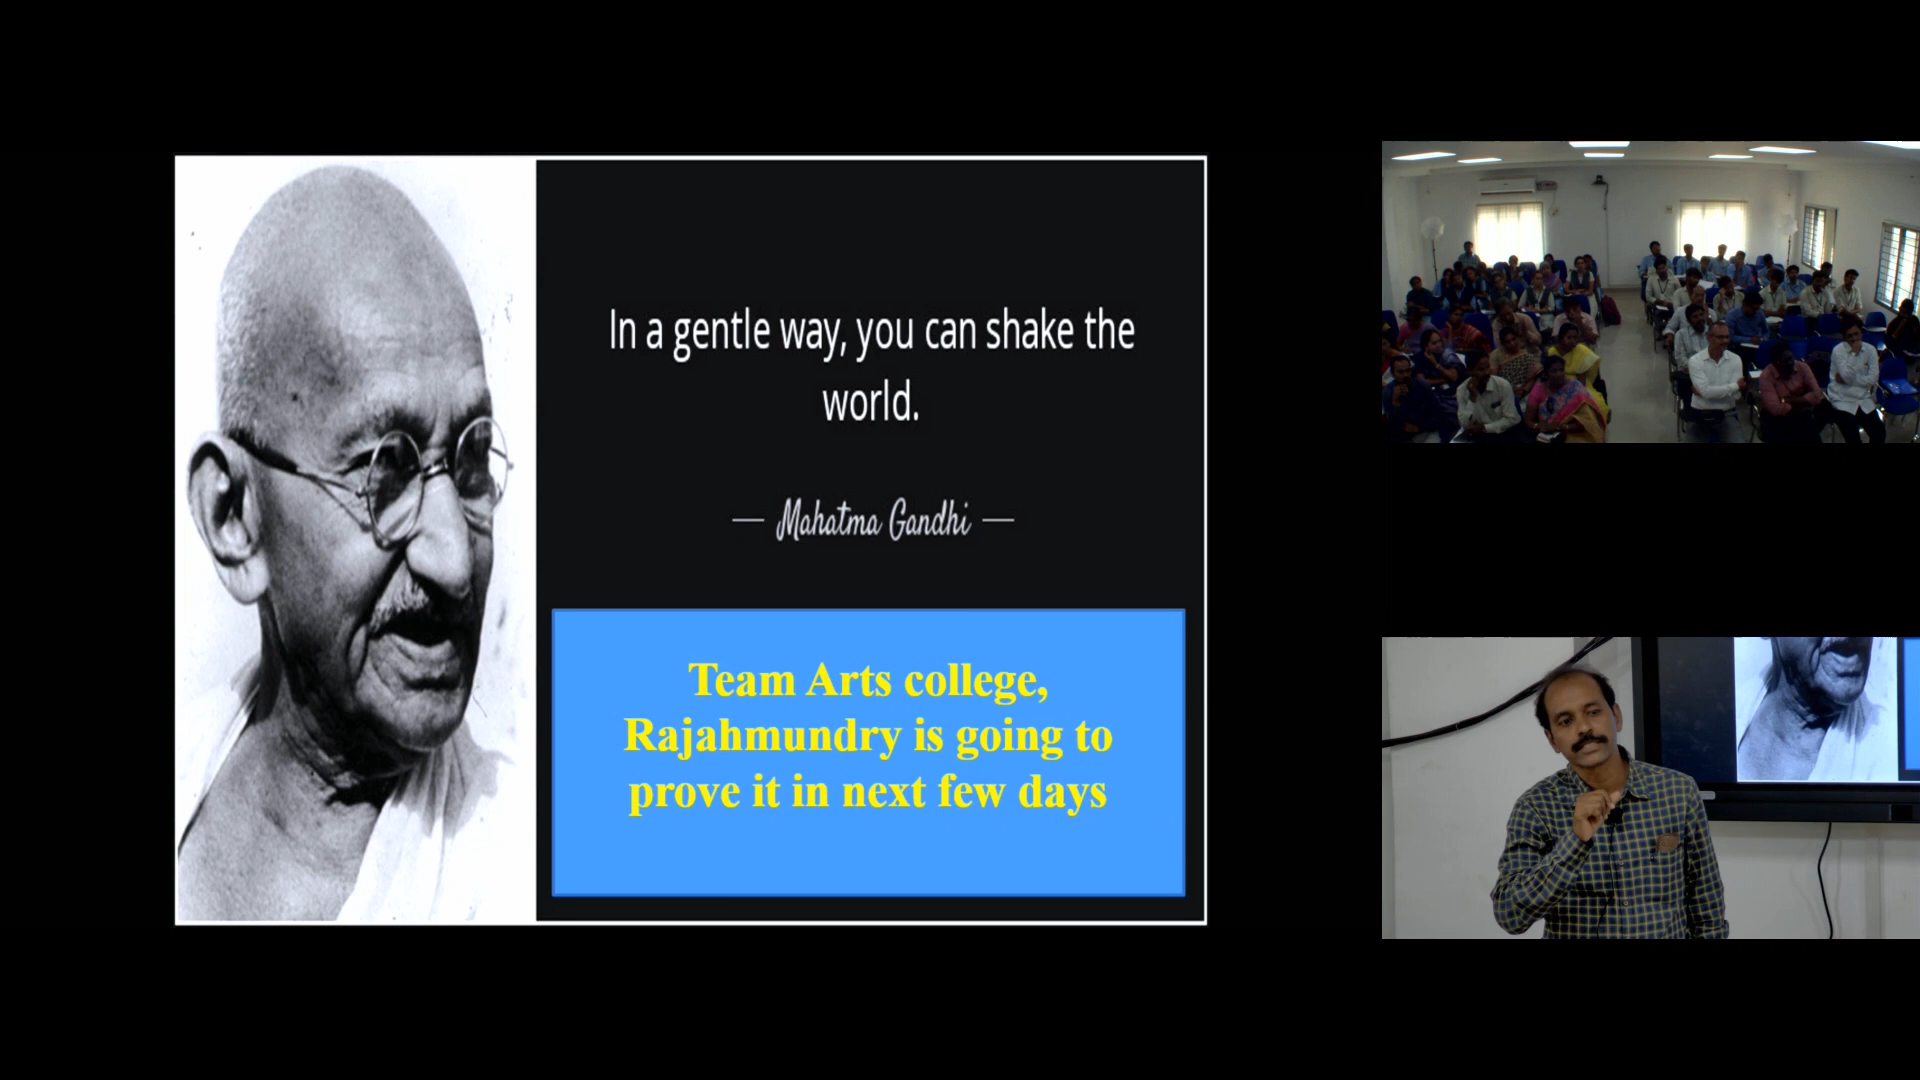 In a gentle way, you can shake the
world.
— Mahatma Gandhi —
Team Arts college,
Rajahmundry is going to
prove it in next few days